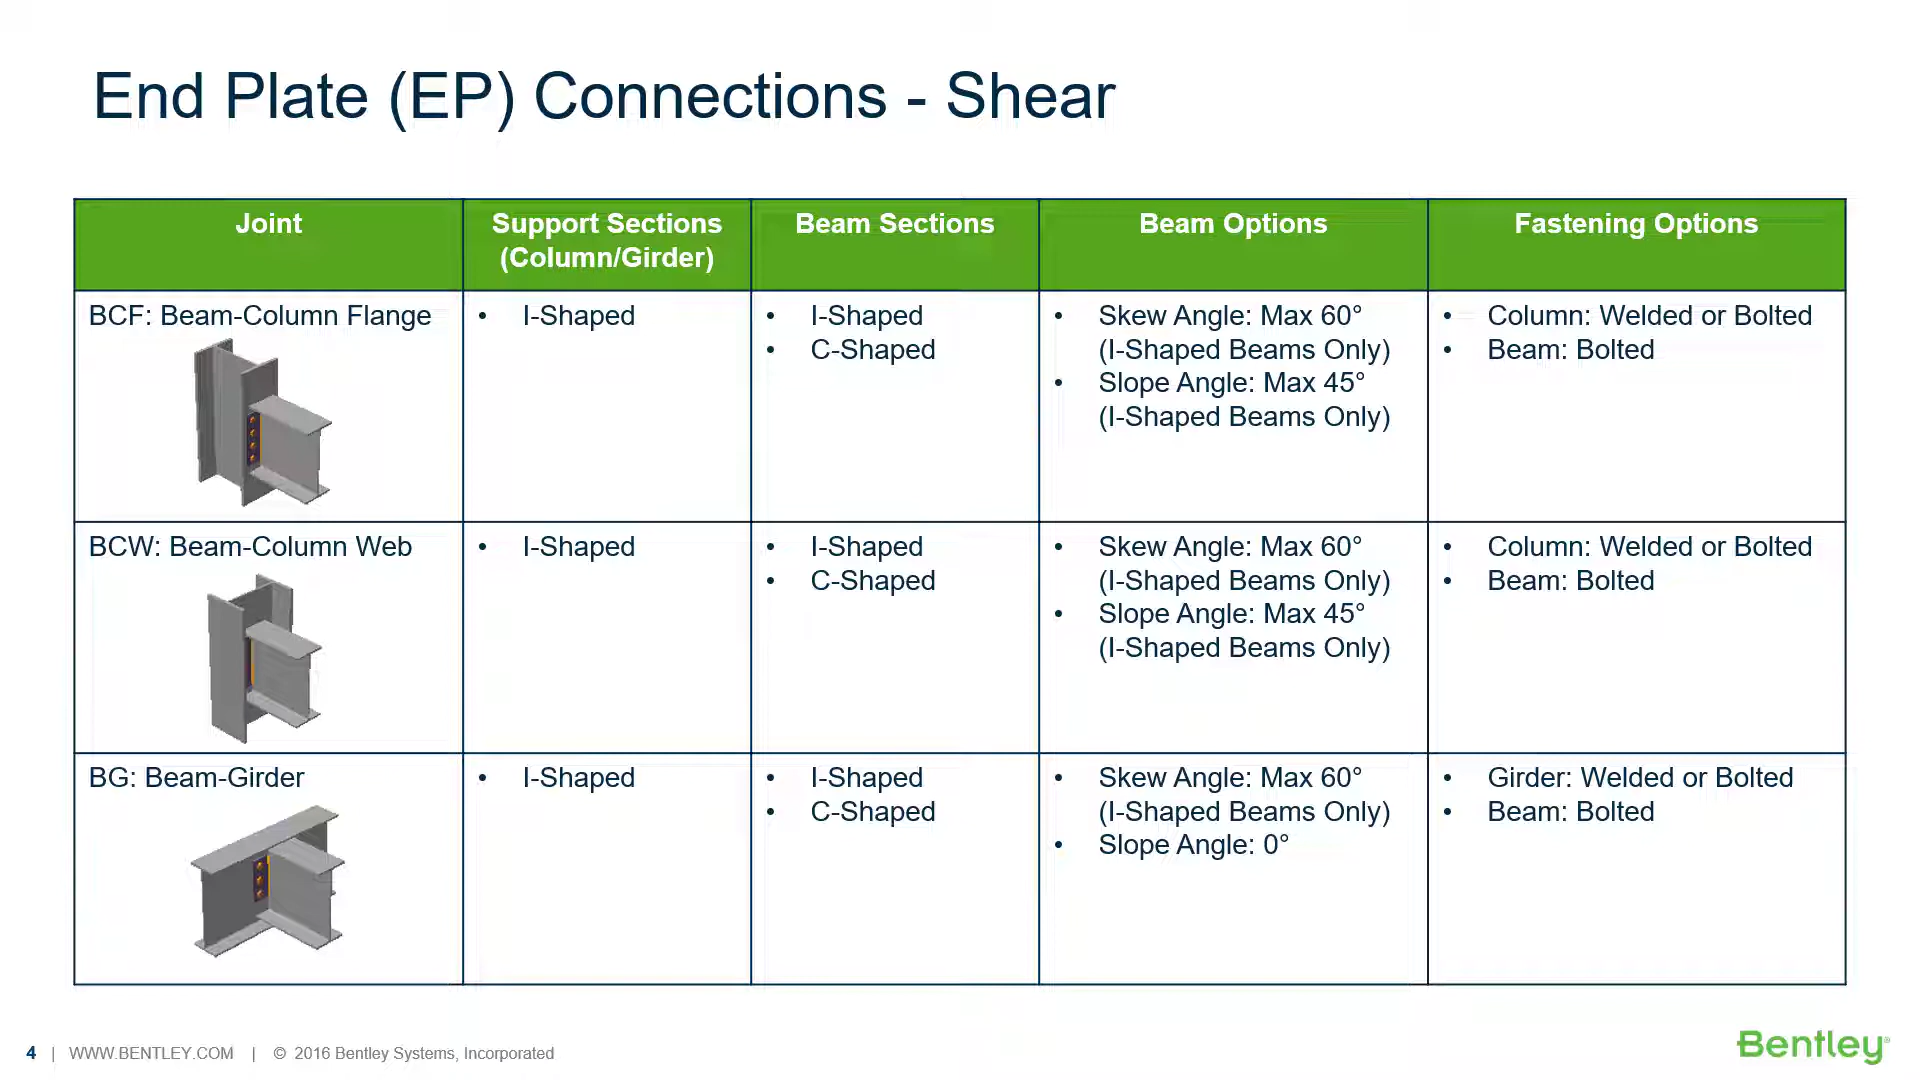 End Plate (EP) Connections - Shear
Joint
Support Sections
(Column/Girder)
Beam Sections
Beam Options
Fastening Options
BCF: Beam-Column Flange
• I-Shaped
• I-Shaped
• C-Shaped
• Skew Angle: Max 60°
(I-Shaped Beams Only)
• Slope Angle: Max 45°
(I-Shaped Beams Only)
• Column: Welded or Bolted
• Beam: Bolted
BCW: Beam-Column Web
• I-Shaped
• I-Shaped
• C-Shaped
• Skew Angle: Max 60°
(I-Shaped Beams Only)
• Slope Angle: Max 45°
(I-Shaped Beams Only)
• Column: Welded or Bolted
• Beam: Bolted
BG: Beam-Girder
• I-Shaped
• I-Shaped
• C-Shaped
• Skew Angle: Max 60°
(I-Shaped Beams Only)
• Slope Angle: 0°
• Girder: Welded or Bolted
• Beam: Bolted
4 | WWW.BENTLEY.COM | © 2016 Bentley Systems, Incorporated
Bentley®